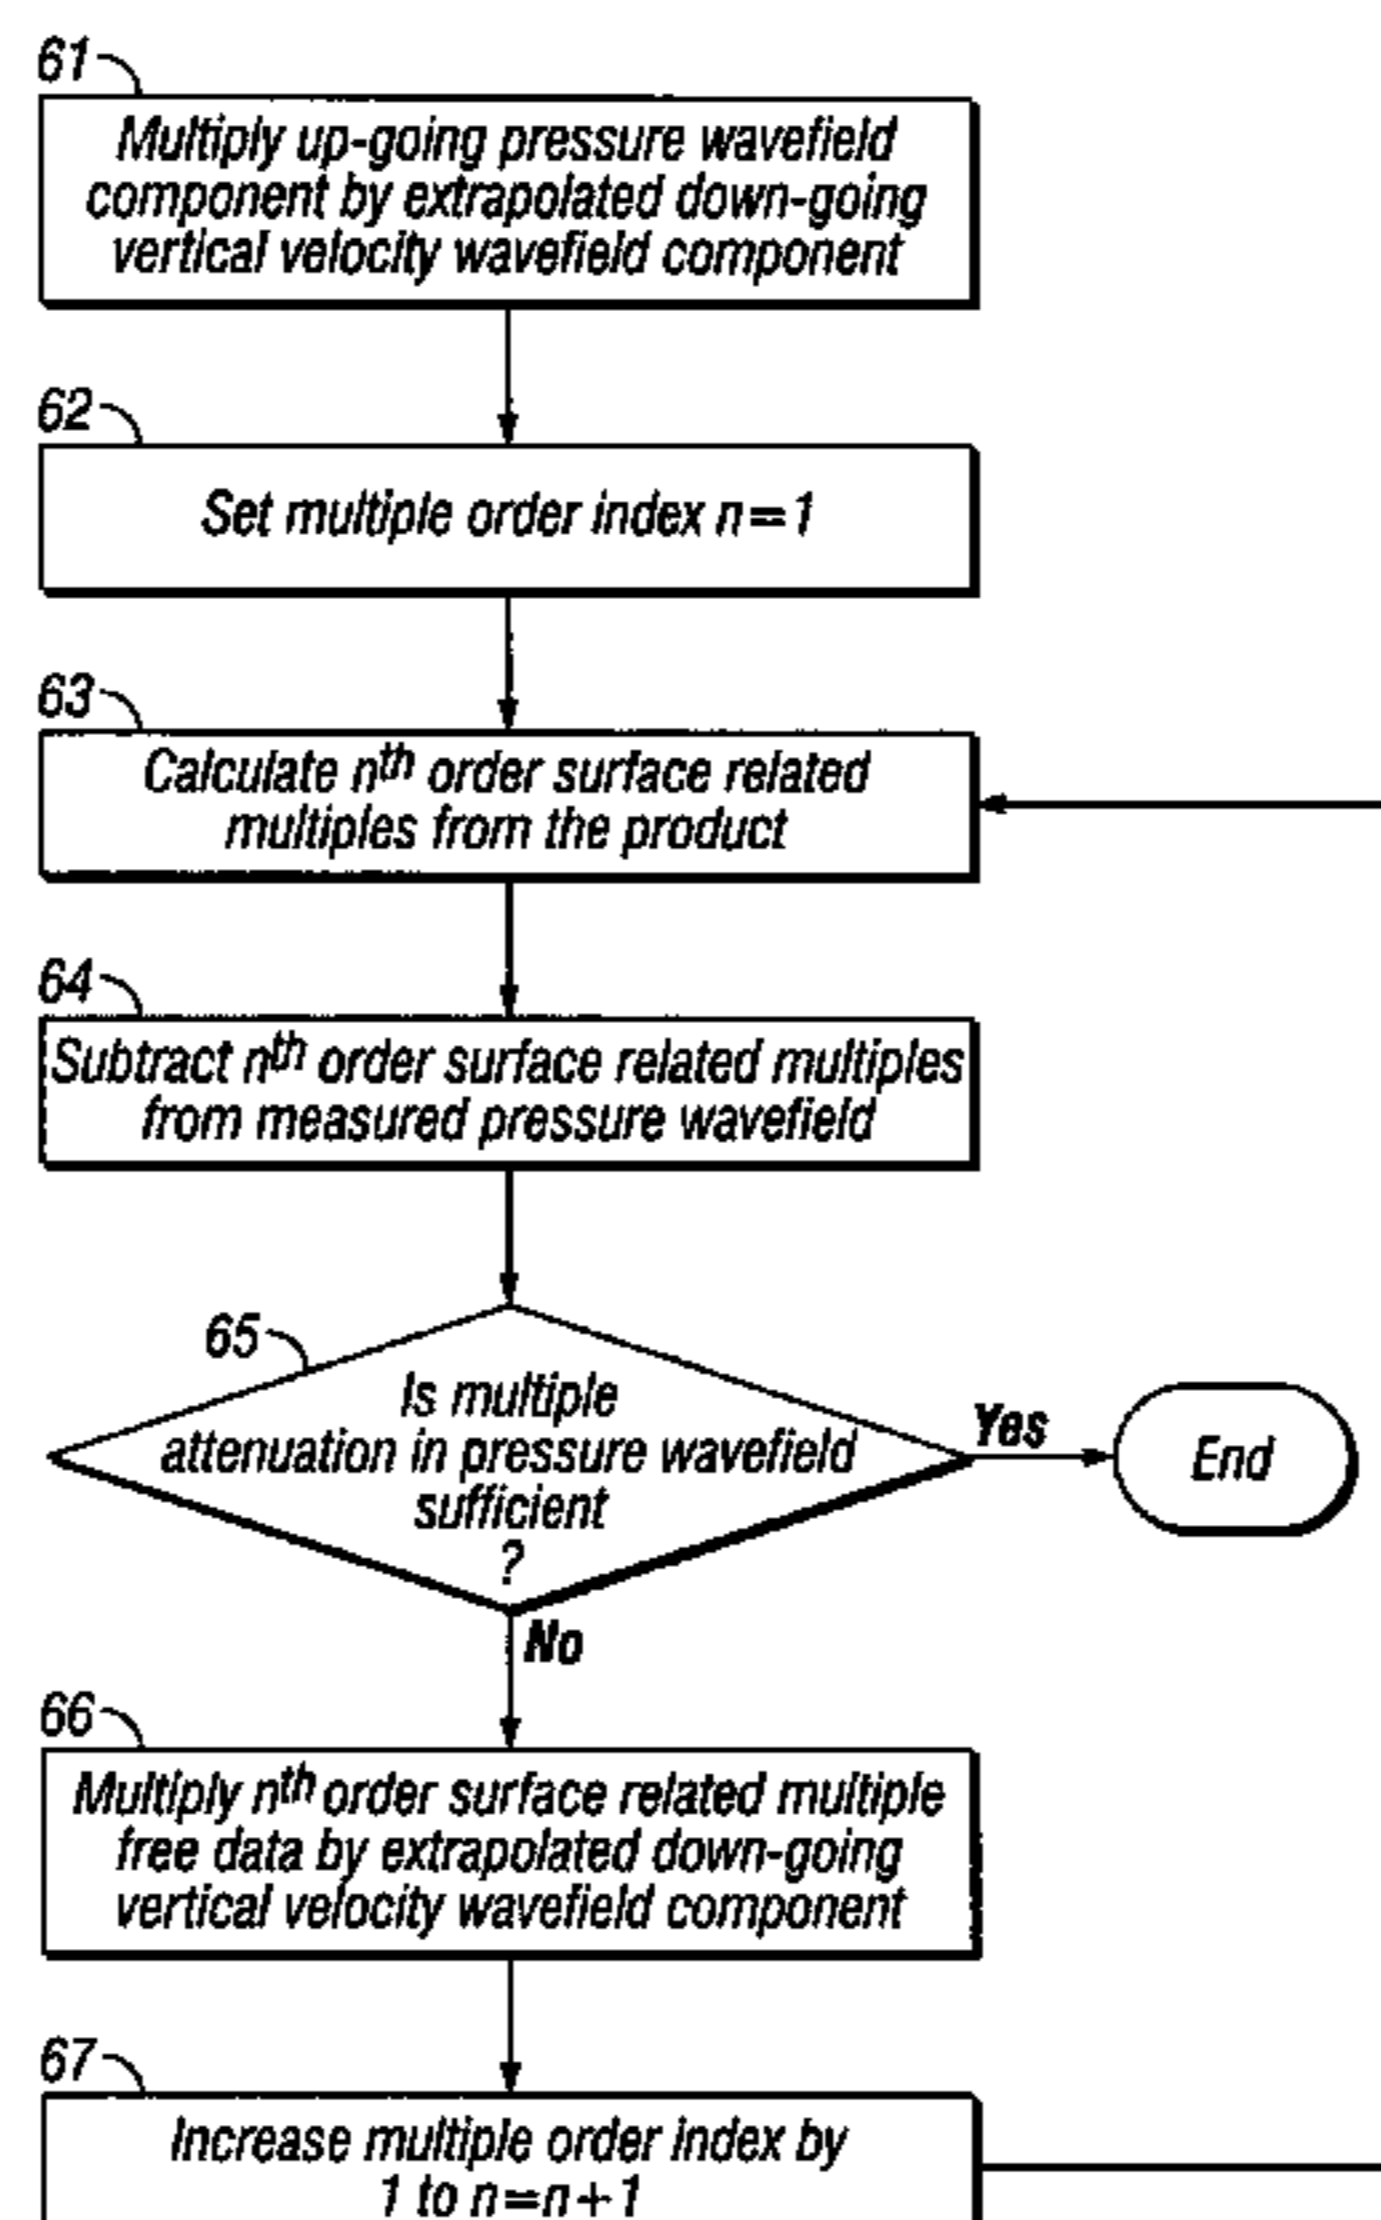 61
Multiply up-going pressure wavefield
component by extrapolated down-going
vertical velocity wavefield component
62
Set multiple order index n=1
63
Calculate nth order surface related
multiples from the product
64
Subtract nth order surface related multiples
from measured pressure wavefield
65
Is multiple
attenuation in pressure wavefield
sufficient
?
Yes
End
No
66
Multiply nth order surface related multiple
free data by extrapolated down-going
vertical velocity wavefield component
67
Increase multiple order index by
1 to n=n+1